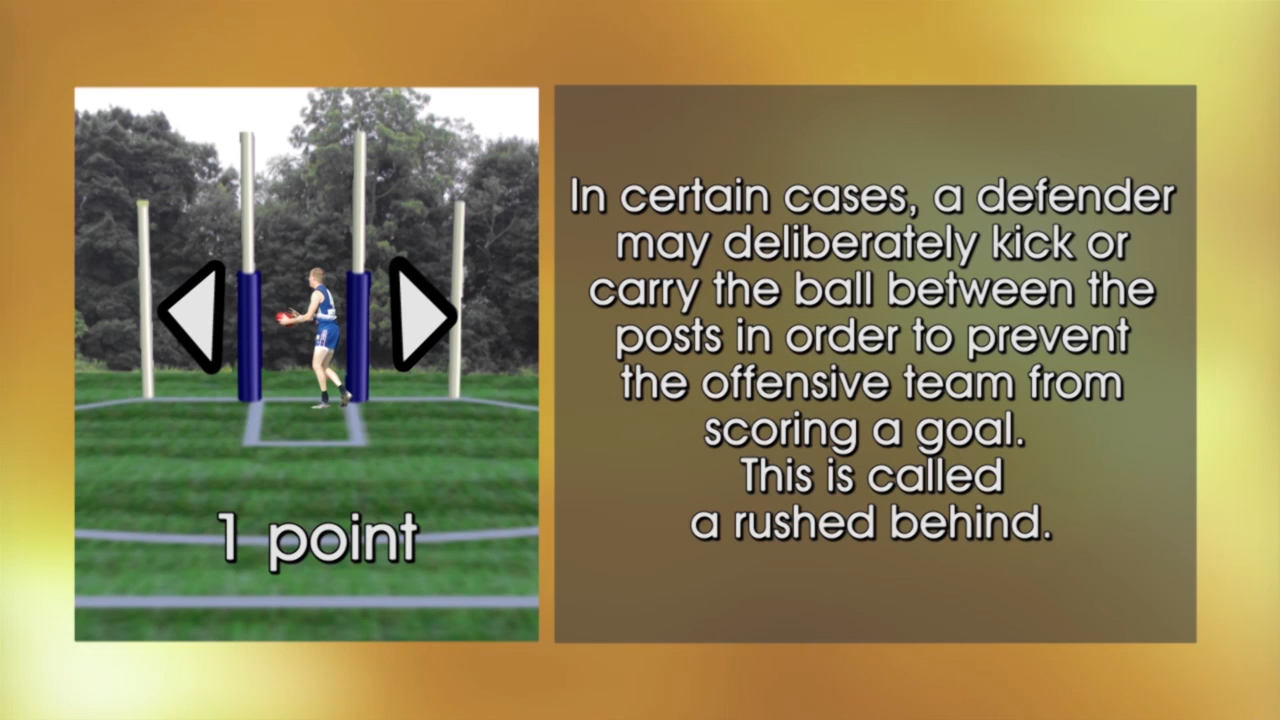 1 point
In certain cases, a defender
may deliberately kick or
carry the ball between the
posts in order to prevent
the offensive team from
scoring a goal.
This is called
a rushed behind.